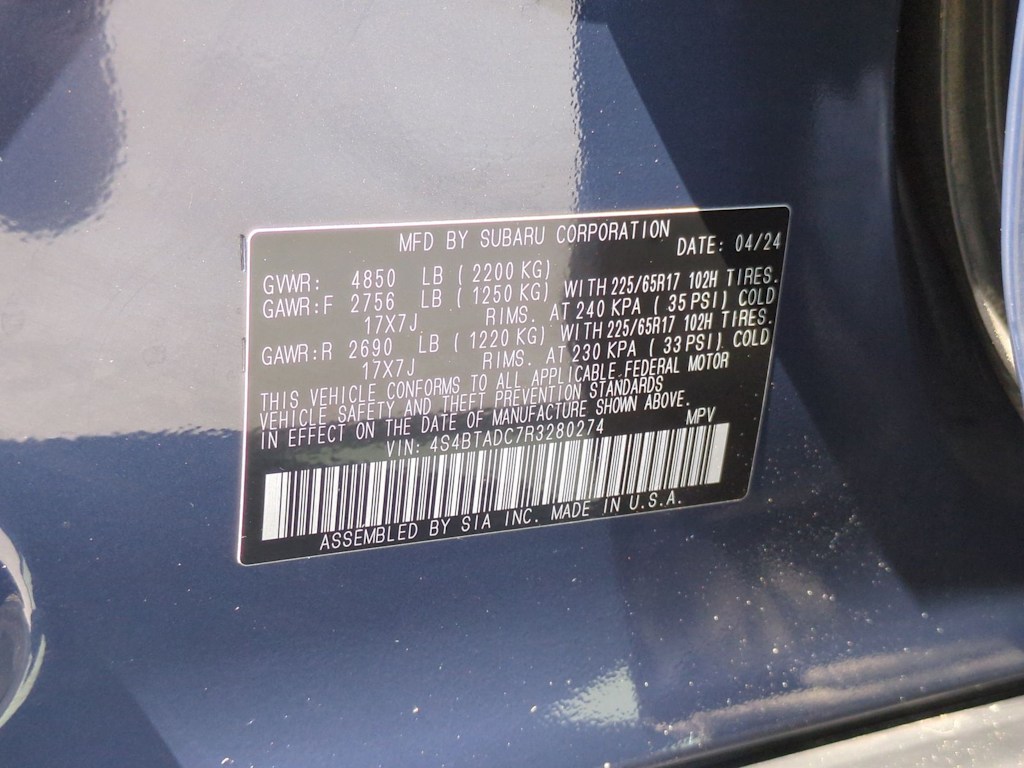 MFD BY SUBARU CORPORATION DATE: 04/24
GVWR: 4850 LB (2200 KG)
GAWR:F 2756 LB (1250 KG) WITH 225/65R17 102H TIRES.
17X7J RIMS. AT 240 KPA (35 PSI) COLD
GAWR:R 2690 LB (1220 KG) WITH 225/65R17 102H TIRES.
17X7J RIMS. AT 230 KPA (33 PSI) COLD
THIS VEHICLE CONFORMS TO ALL APPLICABLE FEDERAL MOTOR
VEHICLE SAFETY AND THEFT PREVENTION STANDARDS
IN EFFECT ON THE DATE OF MANUFACTURE SHOWN ABOVE.
VIN: 4S4BTADC7R3280274 MPV
ASSEMBLED BY SIA INC. MADE IN U.S.A.